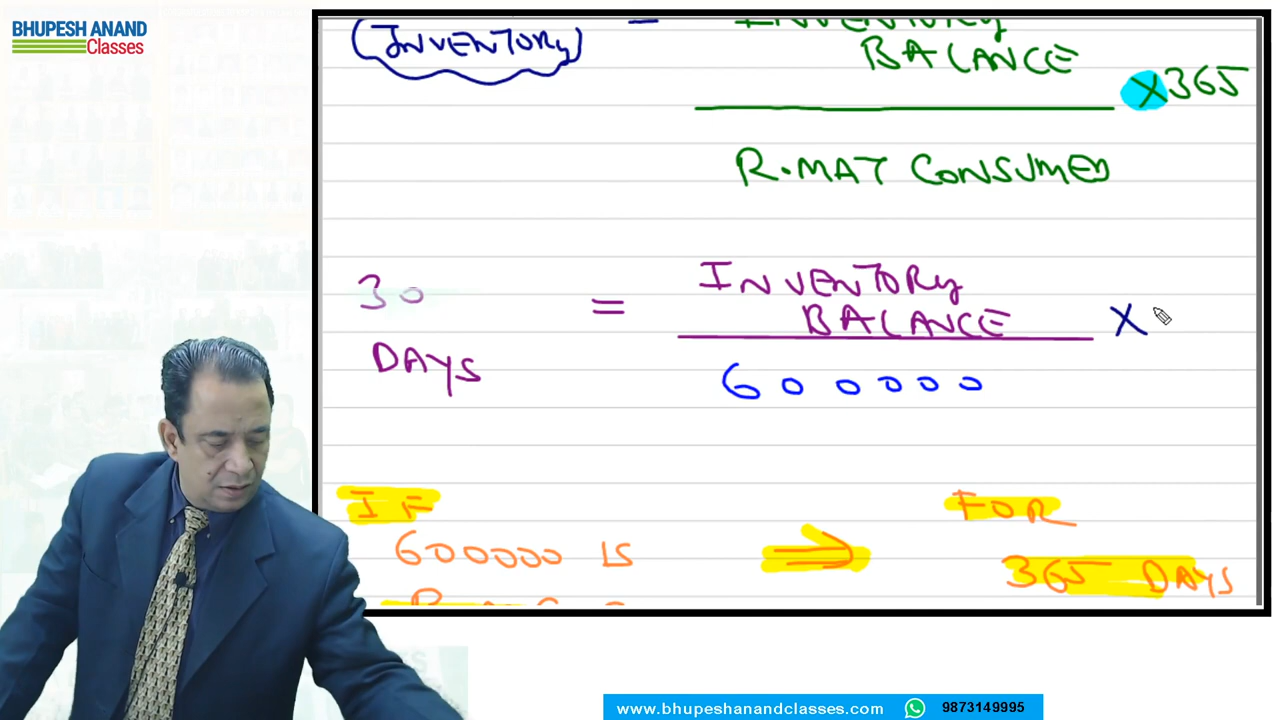 BHUPESH ANAND
Classes
(INVENTORY)
=
INVENTORY
BALANCE
X365
R.MAT CONSUMED
30
DAYS
=
INVENTORY
BALANCE
X
600000
IF
FOR
600000 IS
365 DAYS
www.bhupeshanandclasses.com
9873149995